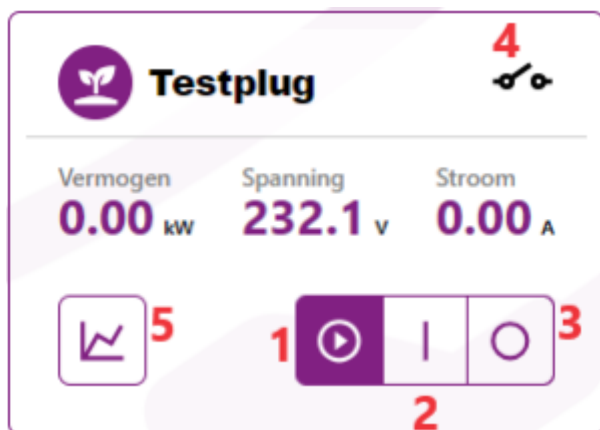 4
Testplug
Vermogen Spanning Stroom
0.00 kW 232.1 V 0.00 A
5 1 3
2